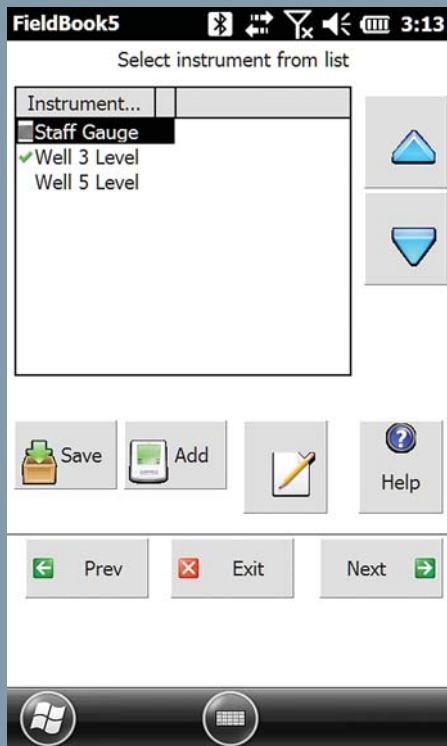 FieldBook5 3:13
Select instrument from list
Instrument...
Staff Gauge
Well 3 Level
Well 5 Level
Save Add
Help
Prev Exit Next